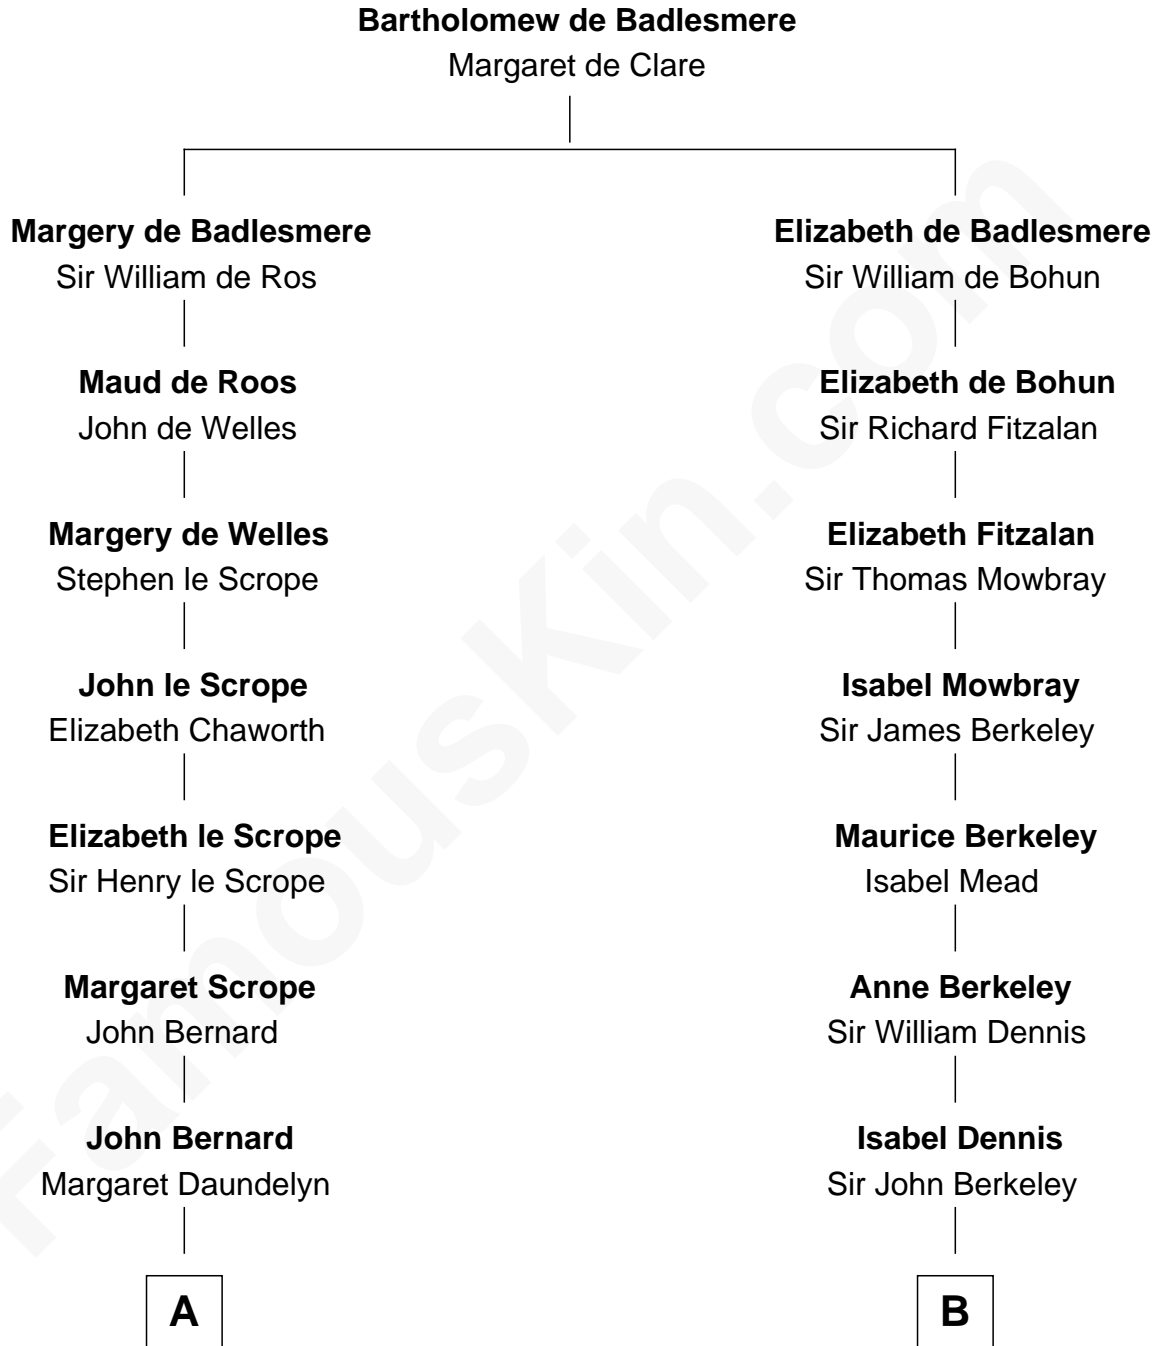 Bartholomew de Badlesmere
Margaret de Clare
Margery de Badlesmere
Sir William de Ros
Elizabeth de Badlesmere
Sir William de Bohun
Maud de Roos
John de Welles
Elizabeth de Bohun
Sir Richard Fitzalan
Margery de Welles
Stephen le Scrope
Elizabeth Fitzalan
Sir Thomas Mowbray
John le Scrope
Elizabeth Chaworth
Isabel Mowbray
Sir James Berkeley
Elizabeth le Scrope
Sir Henry le Scrope
Maurice Berkeley
Isabel Mead
Margaret Scrope
John Bernard
Anne Berkeley
Sir William Dennis
John Bernard
Margaret Daundelyn
Isabel Dennis
Sir John Berkeley
A
B
FamousKin.com